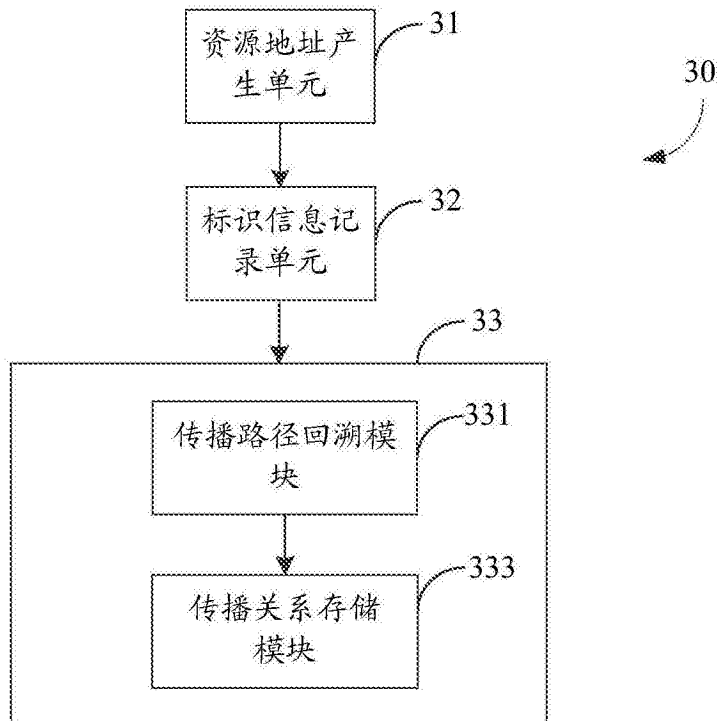 资源地址产
生单元
31
30
标识信息记
录单元
32
33
传播路径回溯模
块
331
传播关系存储
模块
333